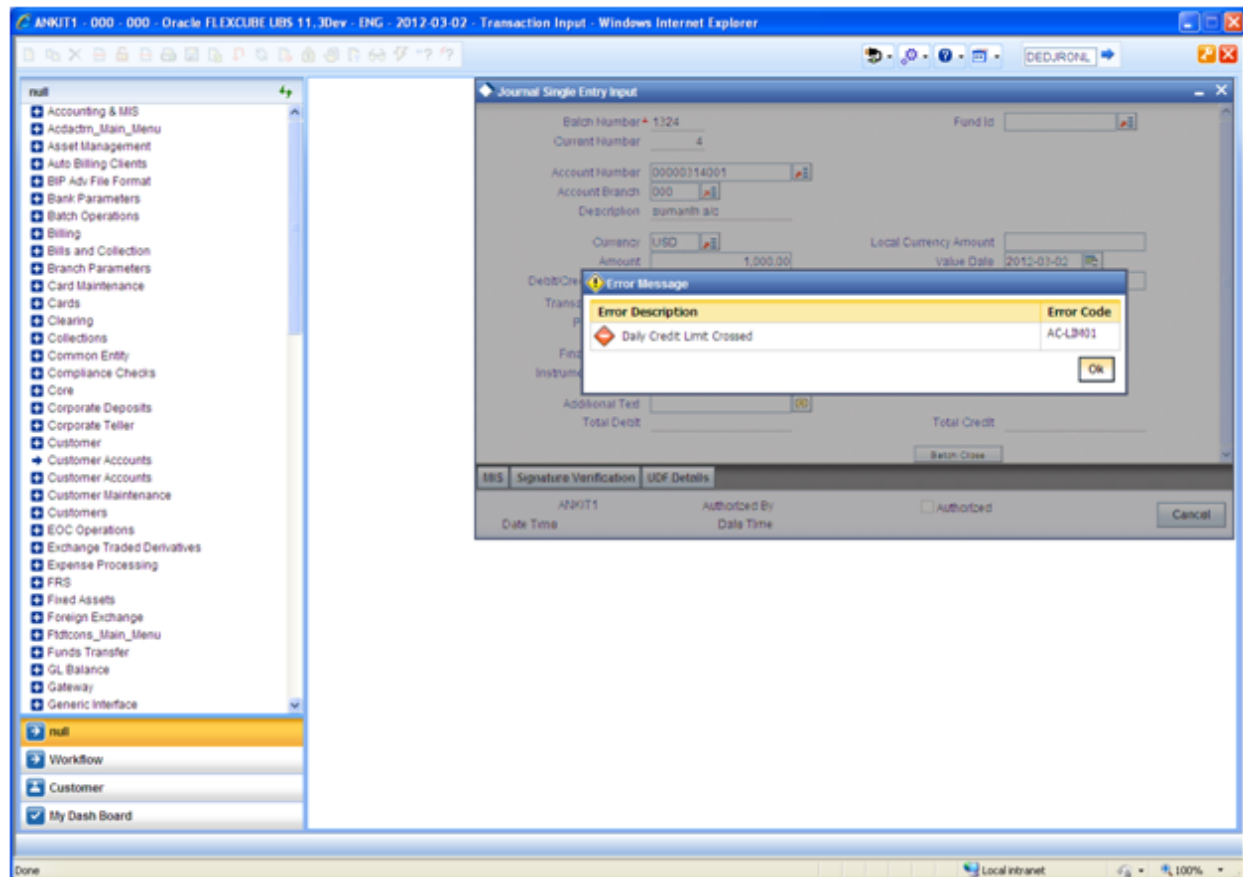 ANKIT1 - 000 - 000 - Oracle FLEXCUBE UBS 11.3Dev - ENG - 2012-03-02 - Transaction Input - Windows Internet Explorer
DEDJRONL
null
Accounting & MIS
Acdactrn_Main_Menu
Asset Management
Auto Billing Clients
BIP Adv File Format
Bank Parameters
Batch Operations
Billing
Bills and Collection
Branch Parameters
Card Maintenance
Cards
Clearing
Collections
Common Entity
Compliance Checks
Core
Corporate Deposits
Corporate Teller
Customer
Customer Accounts
Customer Accounts
Customer Maintenance
Customers
EOC Operations
Exchange Traded Derivatives
Expense Processing
FRS
Fixed Assets
Foreign Exchange
Ftdtcons_Main_Menu
Funds Transfer
GL Balance
Gateway
Generic Interface
null
Workflow
Customer
My Dash Board
Journal Single Entry Input
Batch Number * 1324 Fund Id
Current Number 4
Account Number 00000314001
Account Branch 000
Description sumanth a/c
Currency USD Local Currency Amount
Amount 1,000.00 Value Date 2012-03-02
Debit/Cre
Transa
P
Fina
Instrume
Error Message
Error Description Error Code
Daily Credit Limit Crossed AC-LIM01
Ok
Additional Text
Total Debit Total Credit
Batch Close
MIS Signature Verification UDF Details
ANKIT1 Authorized By Authorized
Date Time Date Time
Cancel
Done Local intranet 100%